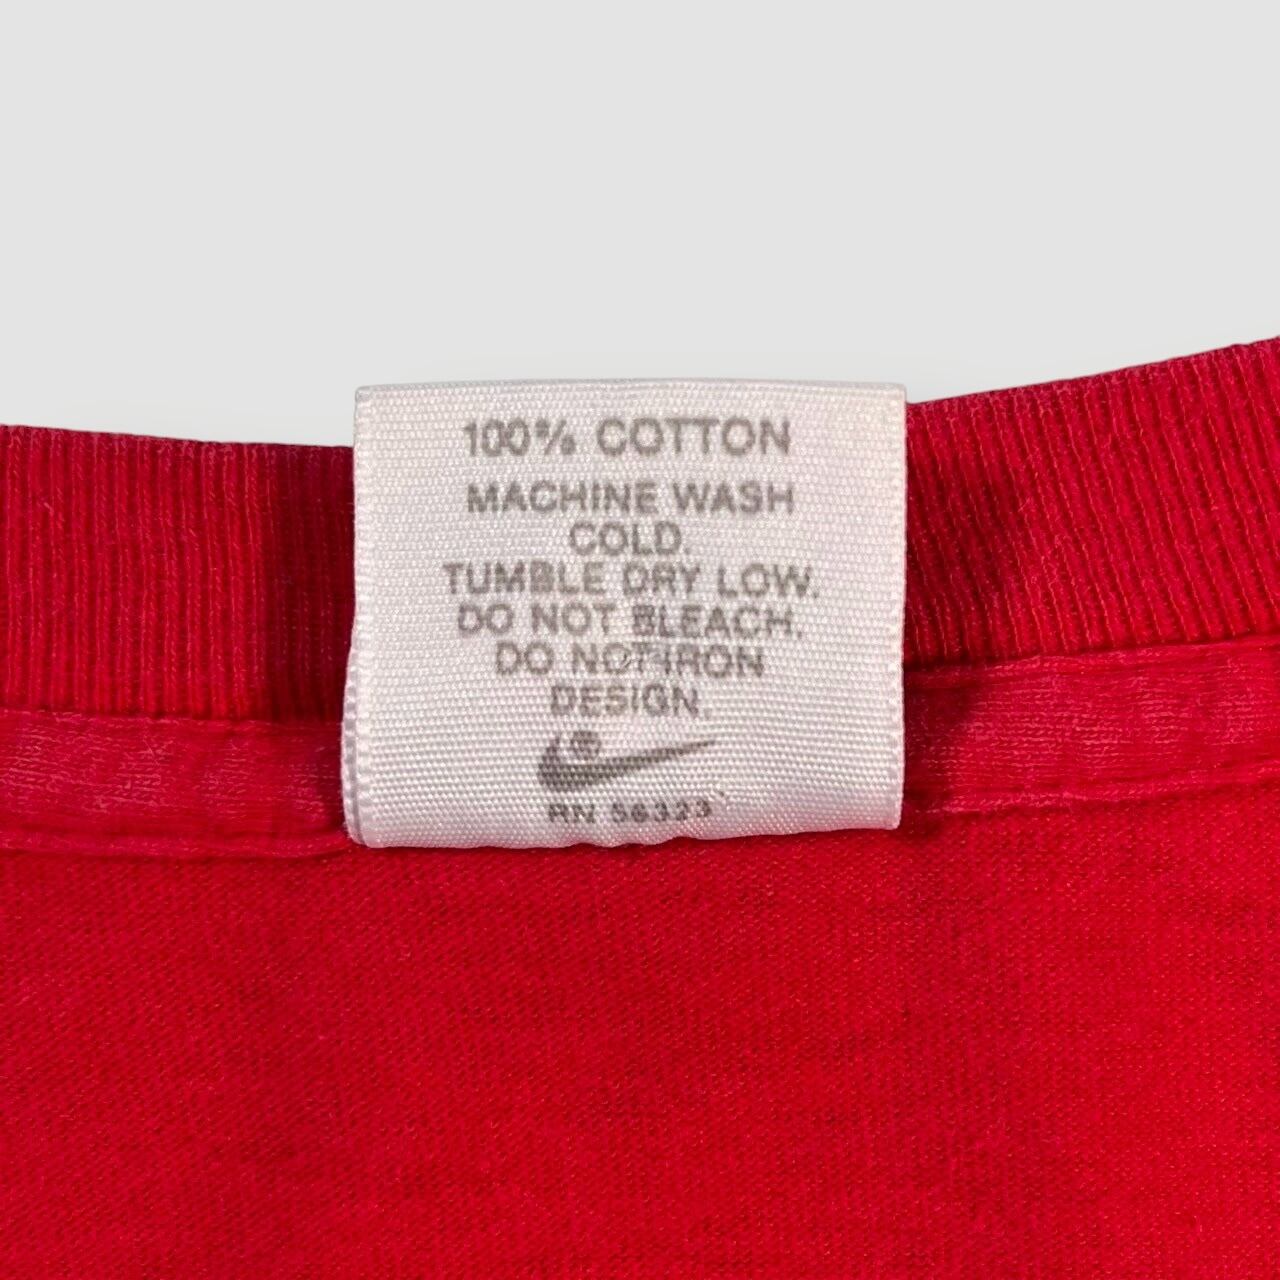 100% COTTON
MACHINE WASH
COLD.
TUMBLE DRY LOW.
DO NOT BLEACH.
DO NOT IRON
DESIGN.
RN 56323